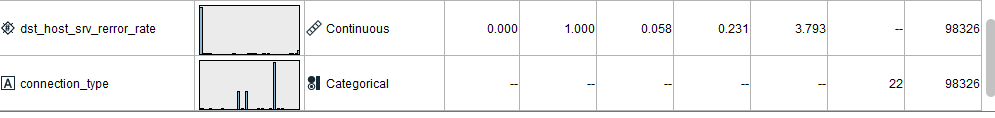 dst_host_srv_rerror_rate Continuous 0.000 1.000 0.058 0.231 3.793 -- 98326
A connection_type Categorical -- -- -- -- -- 22 98326